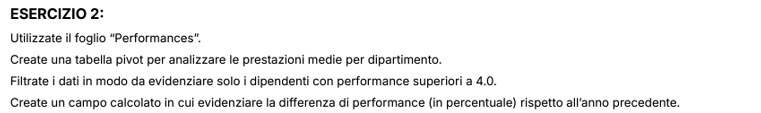 ESERCIZIO 2:
Utilizzate il foglio “Performances”.
Create una tabella pivot per analizzare le prestazioni medie per dipartimento.
Filtrate i dati in modo da evidenziare solo i dipendenti con performance superiori a 4.0.
Create un campo calcolato in cui evidenziare la differenza di performance (in percentuale) rispetto all’anno precedente.